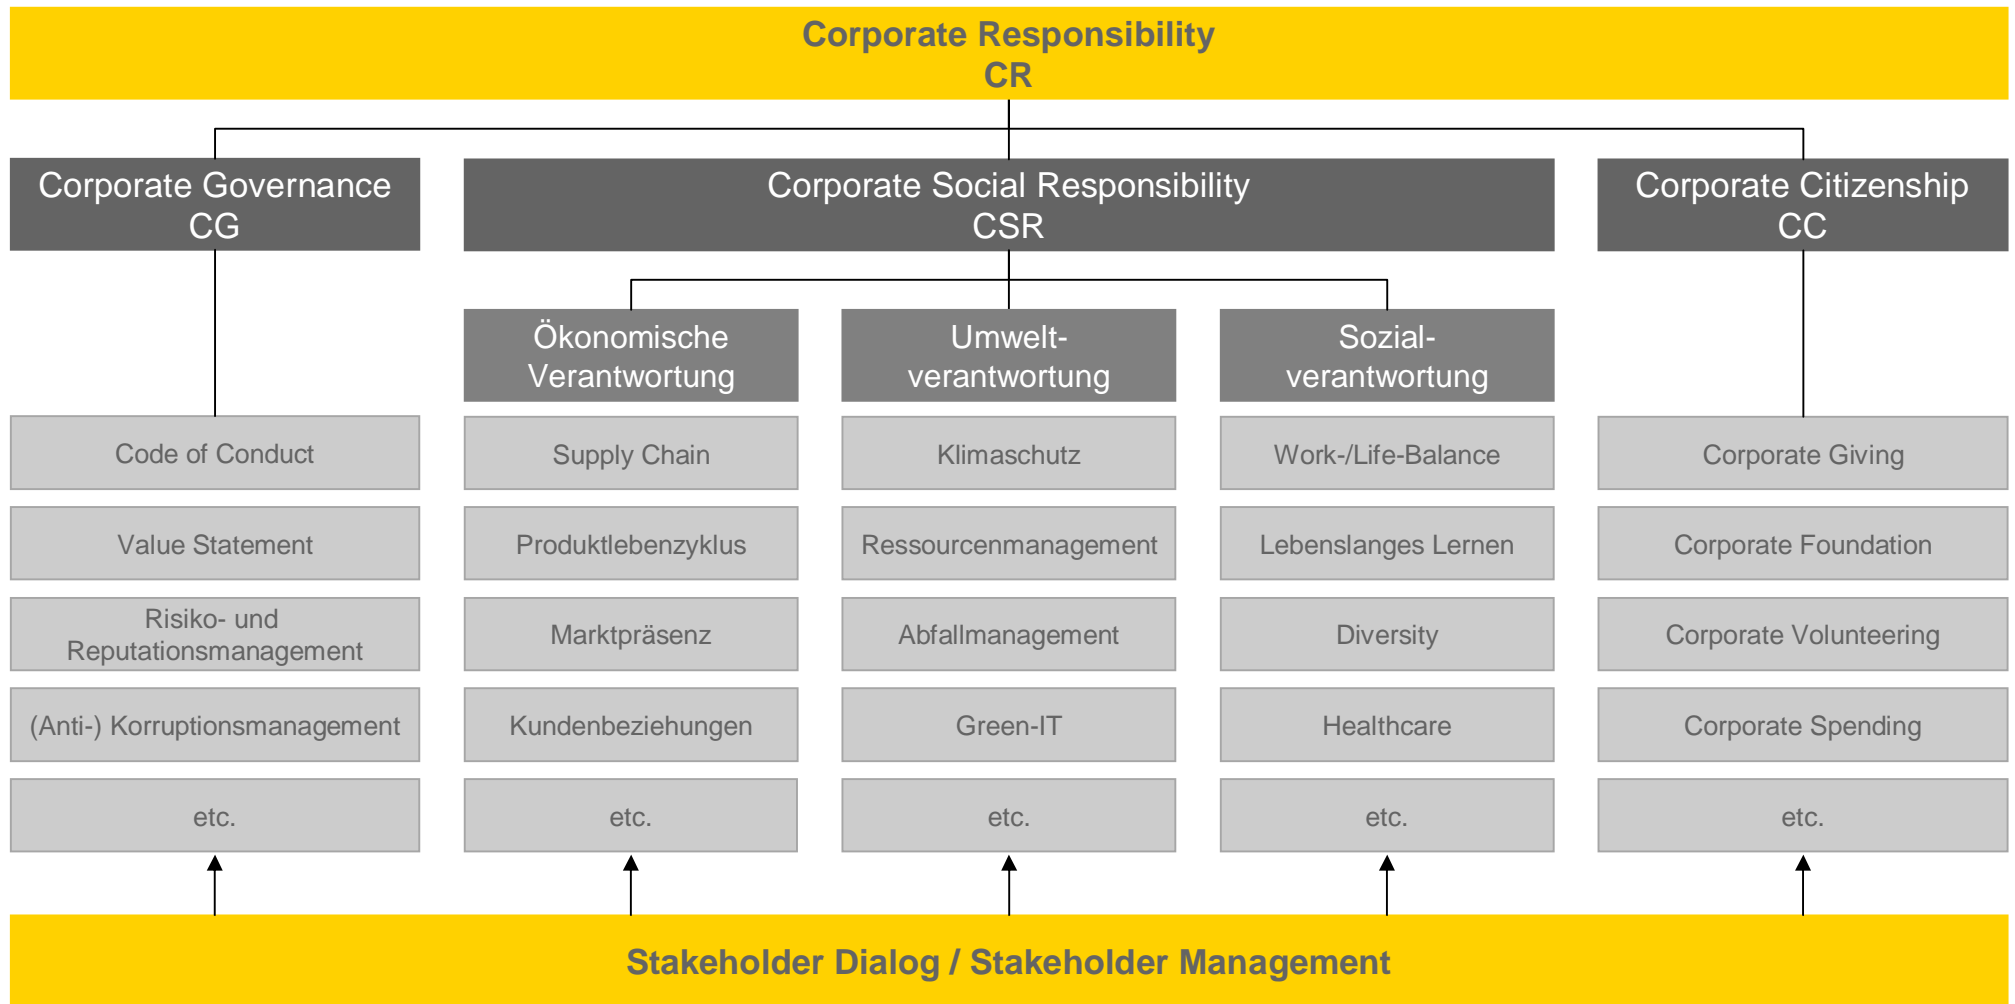 Corporate Responsibility
CR
Corporate Governance
CG
Corporate Social Responsibility
CSR
Corporate Citizenship
CC
Ökonomische
Verantwortung
Umwelt-
verantwortung
Sozial-
verantwortung
Code of Conduct
Supply Chain
Klimaschutz
Work-/Life-Balance
Corporate Giving
Value Statement
Produktlebenzyklus
Ressourcenmanagement
Lebenslanges Lernen
Corporate Foundation
Risiko- und
Reputationsmanagement
Marktpräsenz
Abfallmanagement
Diversity
Corporate Volunteering
(Anti-) Korruptionsmanagement
Kundenbeziehungen
Green-IT
Healthcare
Corporate Spending
etc.
etc.
etc.
etc.
etc.
Stakeholder Dialog / Stakeholder Management